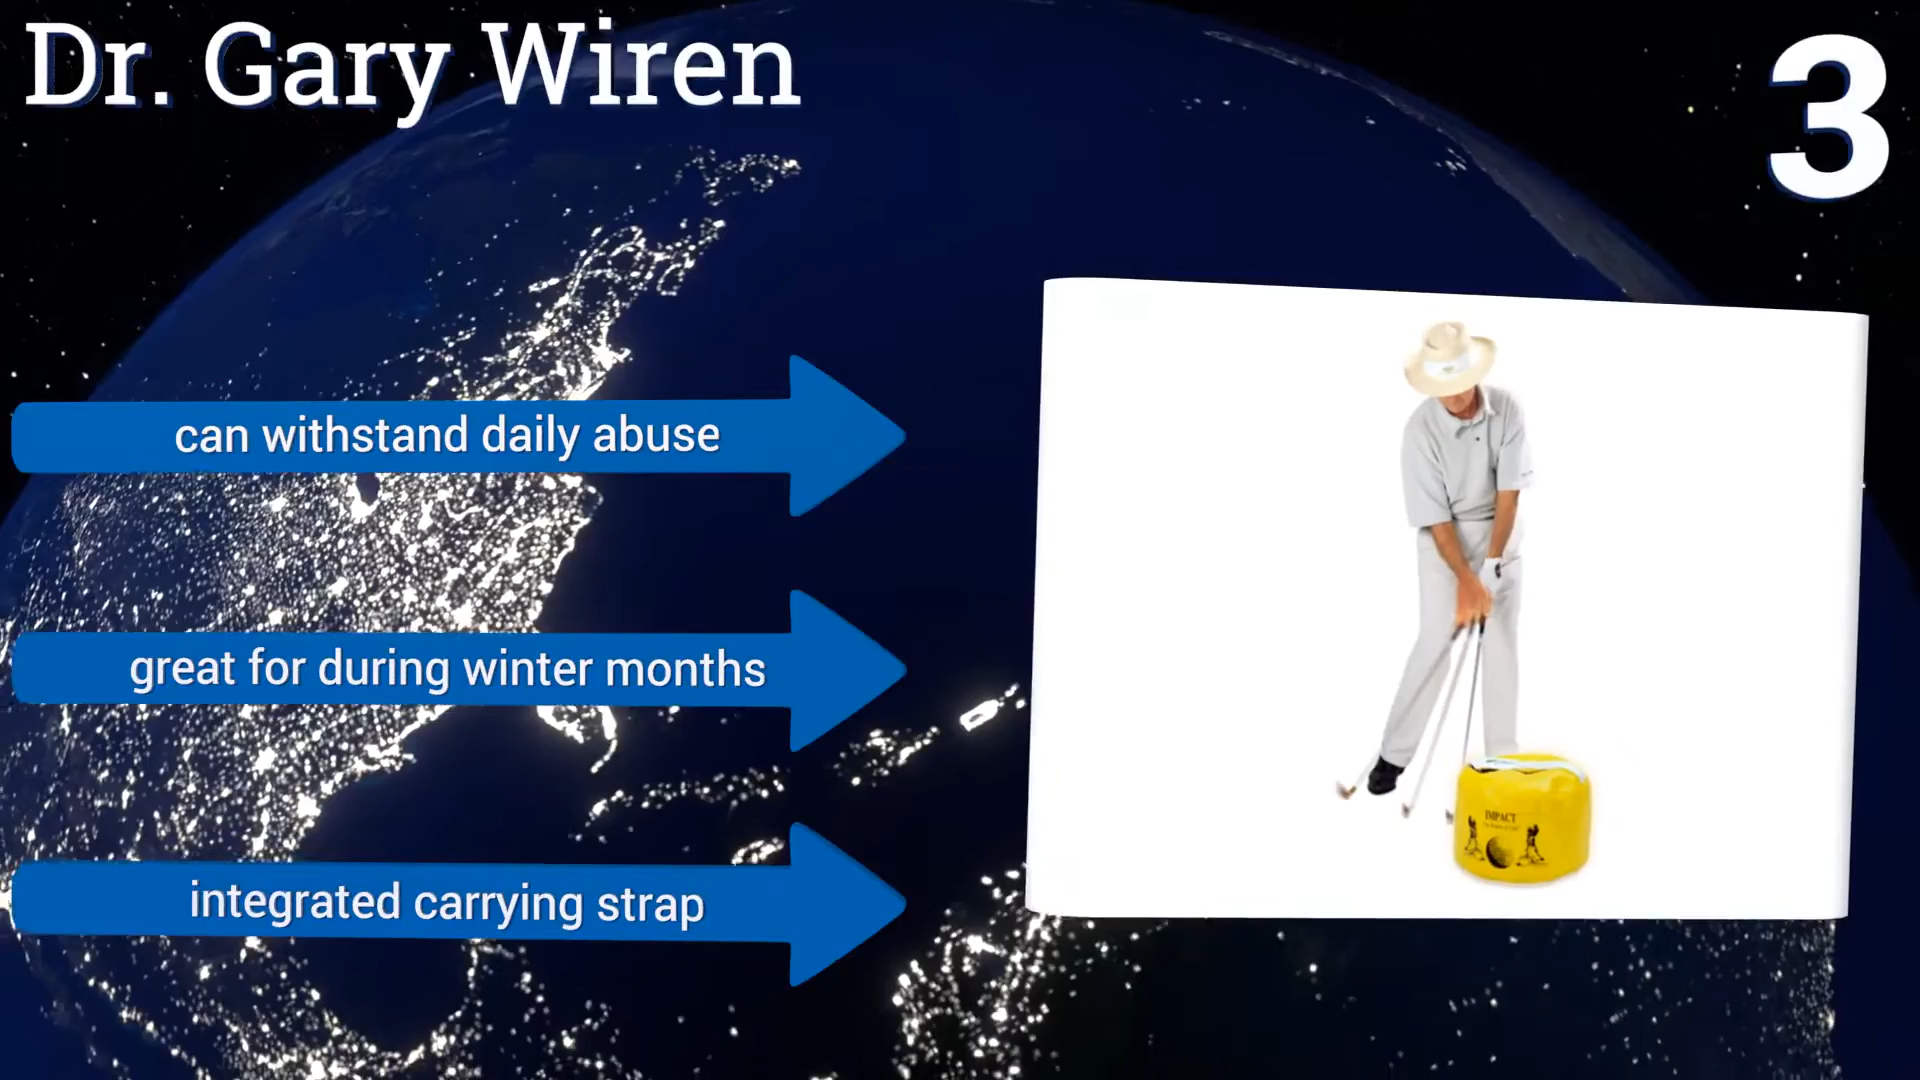 Dr. Gary Wiren
3
can withstand daily abuse
great for during winter months
integrated carrying strap
IMPACT